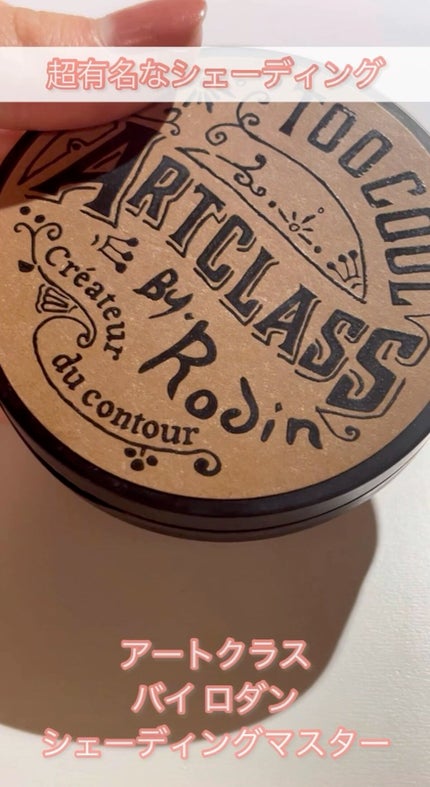 超有名なシェーディング
TOO COOL
ARTCLASS
By.
Rodin
Créateur
du contour
アートクラス
バイ ロダン
シェーディングマスター